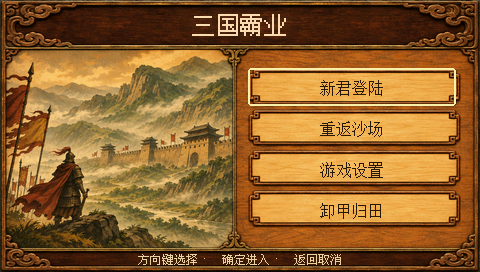 三国霸业
新君登陆
重返沙场
游戏设置
卸甲归田
方向键选择 · 确定进入 · 返回取消